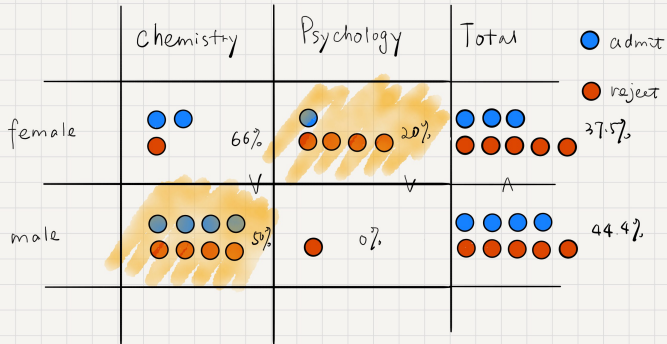 Chemistry Psychology Total admit
reject
female 66% 20% 37.5%
V V Λ
male 50% 0% 44.4%